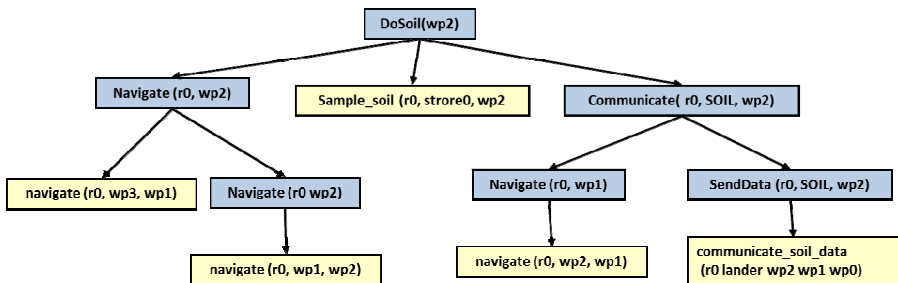 DoSoil(wp2)
Navigate (r0, wp2)
Sample_soil (r0, strore0, wp2
Communicate( r0, SOIL, wp2)
navigate (r0, wp3, wp1)
Navigate (r0 wp2)
Navigate (r0, wp1)
SendData (r0, SOIL, wp2)
navigate (r0, wp1, wp2)
navigate (r0, wp2, wp1)
communicate_soil_data
(r0 lander wp2 wp1 wp0)